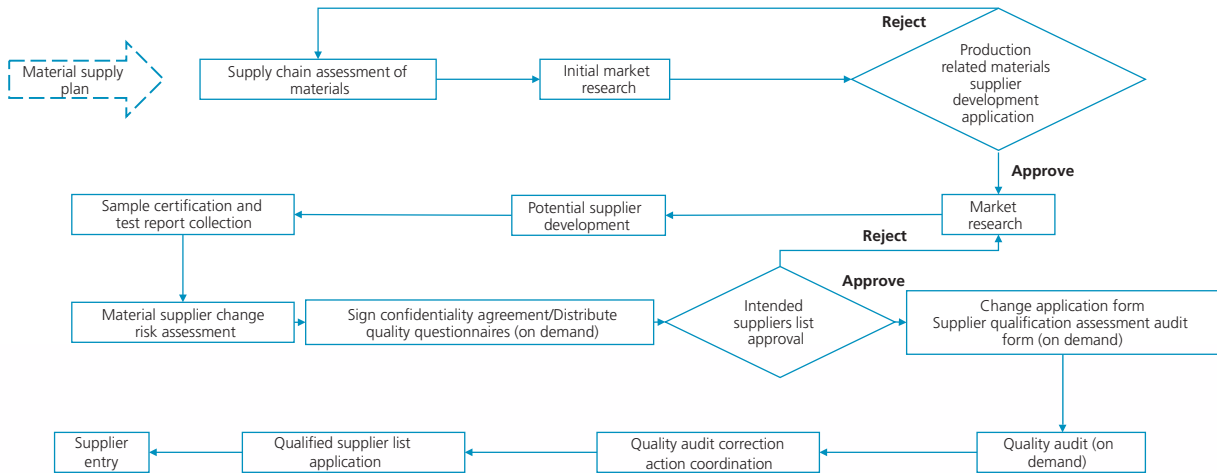 Reject
Material supply
plan
Supply chain assessment of
materials
Initial market
research
Production
related materials
supplier
development
application
Approve
Sample certification and
test report collection
Potential supplier
development
Market
research
Reject
Approve
Material supplier change
risk assessment
Sign confidentiality agreement/Distribute
quality questionnaires (on demand)
Intended
suppliers list
approval
Change application form
Supplier qualification assessment audit
form (on demand)
Supplier
entry
Qualified supplier list
application
Quality audit correction
action coordination
Quality audit (on
demand)